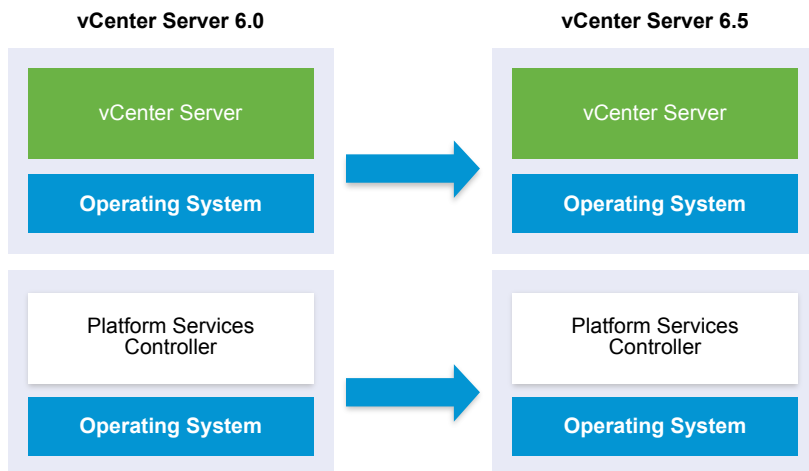 vCenter Server 6.0
vCenter Server 6.5
vCenter Server
vCenter Server
Operating System
Operating System
Platform Services
Controller
Platform Services
Controller
Operating System
Operating System